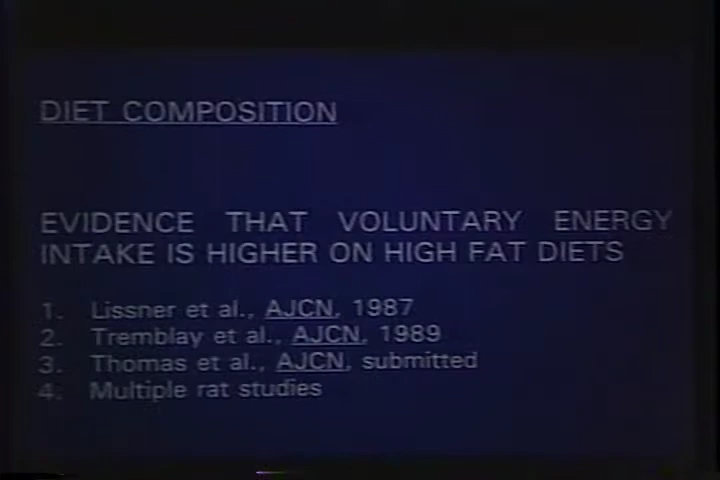 DIET COMPOSITION
EVIDENCE THAT VOLUNTARY ENERGY
INTAKE IS HIGHER ON HIGH FAT DIETS
1. Lissner et al., AJCN, 1987
2. Tremblay et al., AJCN, 1989
3. Thomas et al., AJCN, submitted
4. Multiple rat studies